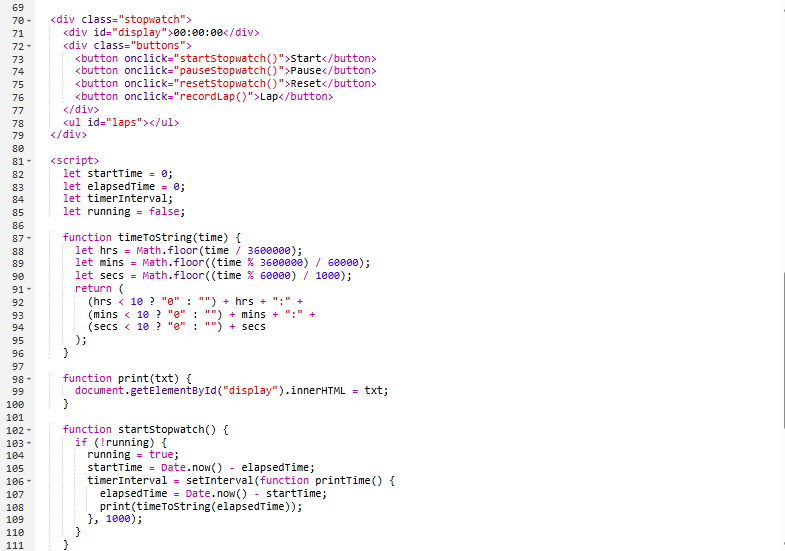 69
70 <div class="stopwatch">
71 <div id="display">00:00:00</div>
72 <div class="buttons">
73 <button onclick="startStopwatch()">Start</button>
74 <button onclick="pauseStopwatch()">Pause</button>
75 <button onclick="resetStopwatch()">Reset</button>
76 <button onclick="recordLap()">Lap</button>
77 </div>
78 <ul id="laps"></ul>
79 </div>
80
81 <script>
82 let startTime = 0;
83 let elapsedTime = 0;
84 let timerInterval;
85 let running = false;
86
87 function timeToString(time) {
88 let hrs = Math.floor(time / 3600000);
89 let mins = Math.floor((time % 3600000) / 60000);
90 let secs = Math.floor((time % 60000) / 1000);
91 return (
92 (hrs < 10 ? "0" : "") + hrs + ":" +
93 (mins < 10 ? "0" : "") + mins + ":" +
94 (secs < 10 ? "0" : "") + secs
95 );
96 }
97
98 function print(txt) {
99 document.getElementById("display").innerHTML = txt;
100 }
101
102 function startStopwatch() {
103 if (!running) {
104 running = true;
105 startTime = Date.now() - elapsedTime;
106 timerInterval = setInterval(function printTime() {
107 elapsedTime = Date.now() - startTime;
108 print(timeToString(elapsedTime));
109 }, 1000);
110 }
111 }